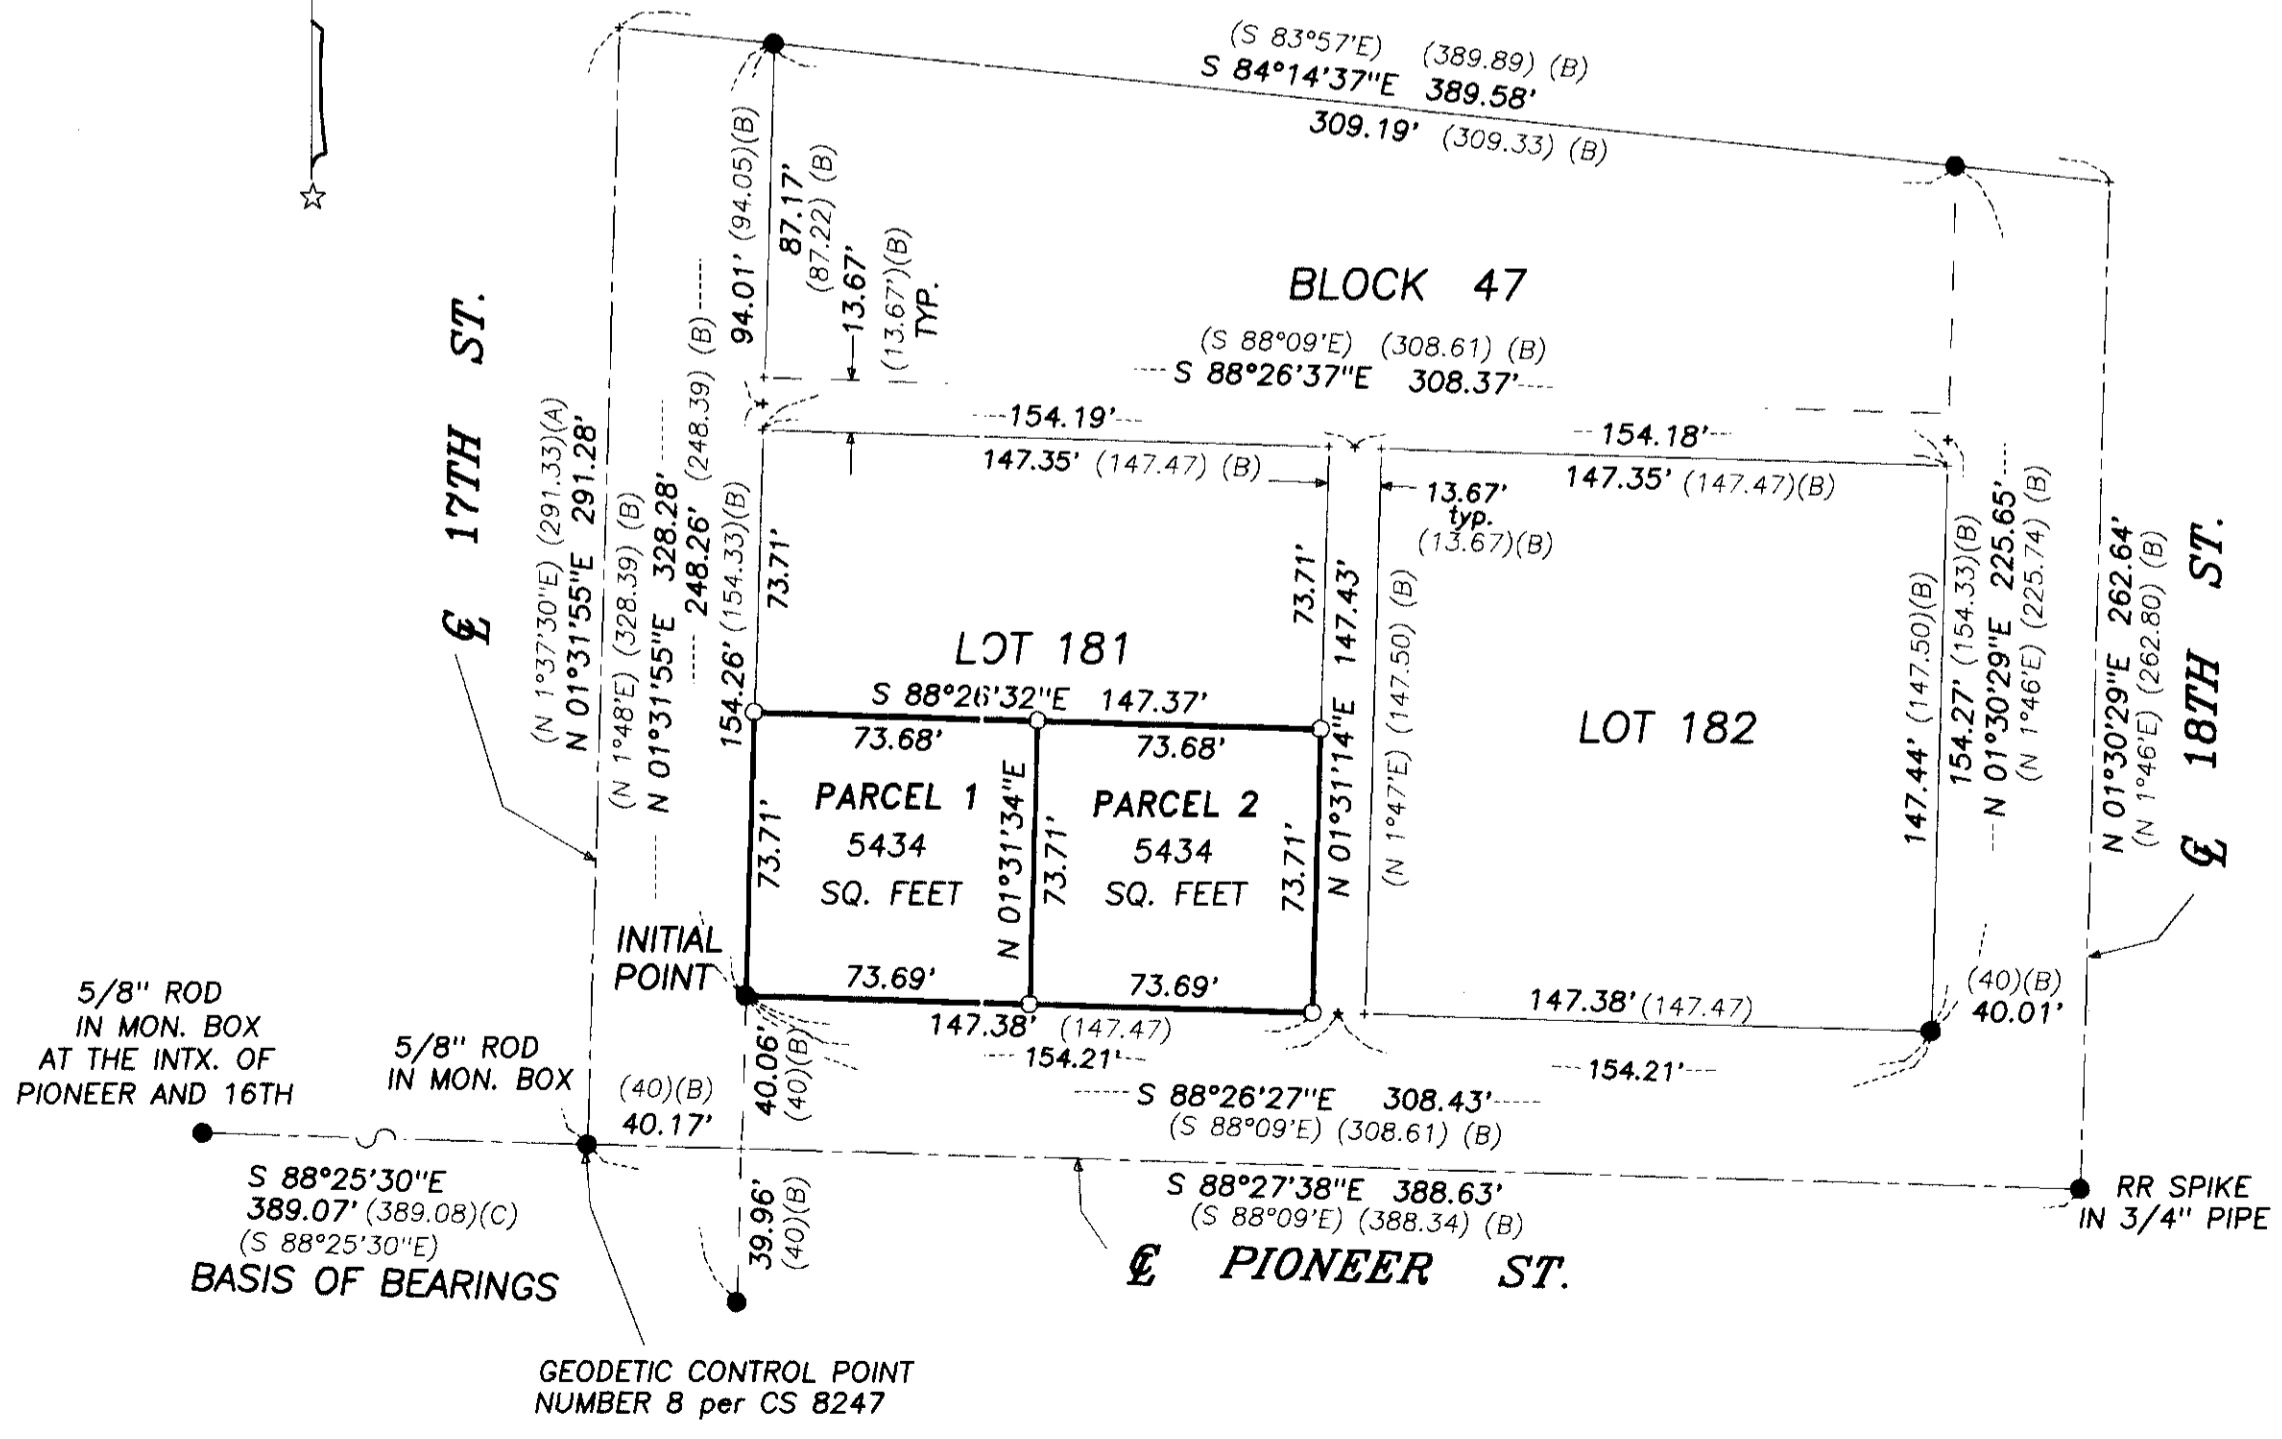 (S 83°57'E) (389.89) (B)
S 84°14'37"E 389.58'
309.19' (309.33) (B)
94.01' (94.05)(B)
87.17'
(87.22) (B)
13.67'
(13.67')(B)
TYP.
BLOCK 47
(S 88°09'E) (308.61) (B)
S 88°26'37"E 308.37'
154.19'
154.18'
147.35' (147.47) (B)
147.35' (147.47)(B)
13.67'
typ.
(13.67)(B)
℄ 17TH ST.
(N 1°37'30"E) (291.33)(A)
N 01°31'55"E 291.28'
(N 1°48'E) (328.39) (B)
N 01°31'55"E 328.28'
248.26' (248.39) (B)
154.26' (154.33)(B)
73.71'
73.71'
N 01°31'14"E 147.43'
(N 1°47'E) (147.50) (B)
147.44' (147.50)(B)
154.27' (154.33)(B)
N 01°30'29"E 225.65'
(N 1°46'E) (225.74) (B)
N 01°30'29"E 262.64'
(N 1°46'E) (262.80) (B)
℄ 18TH ST.
LOT 181
S 88°26'32"E 147.37'
73.68'
73.68'
LOT 182
PARCEL 1
5434
SQ. FEET
73.71'
N 01°31'34"E
73.71'
PARCEL 2
5434
SQ. FEET
73.71'
INITIAL
POINT
73.69'
73.69'
147.38' (147.47)
154.21'
147.38' (147.47)
154.21'
(40)(B)
40.01'
5/8" ROD
IN MON. BOX
AT THE INTX. OF
PIONEER AND 16TH
5/8" ROD
IN MON. BOX
(40)(B)
40.17'
40.06'
(40)(B)
S 88°26'27"E 308.43'
(S 88°09'E) (308.61) (B)
S 88°25'30"E
389.07' (389.08)(C)
(S 88°25'30"E)
BASIS OF BEARINGS
39.96'
(40)(B)
S 88°27'38"E 388.63'
(S 88°09'E) (388.34) (B)
℄ PIONEER ST.
RR SPIKE
IN 3/4" PIPE
GEODETIC CONTROL POINT
NUMBER 8 per CS 8247